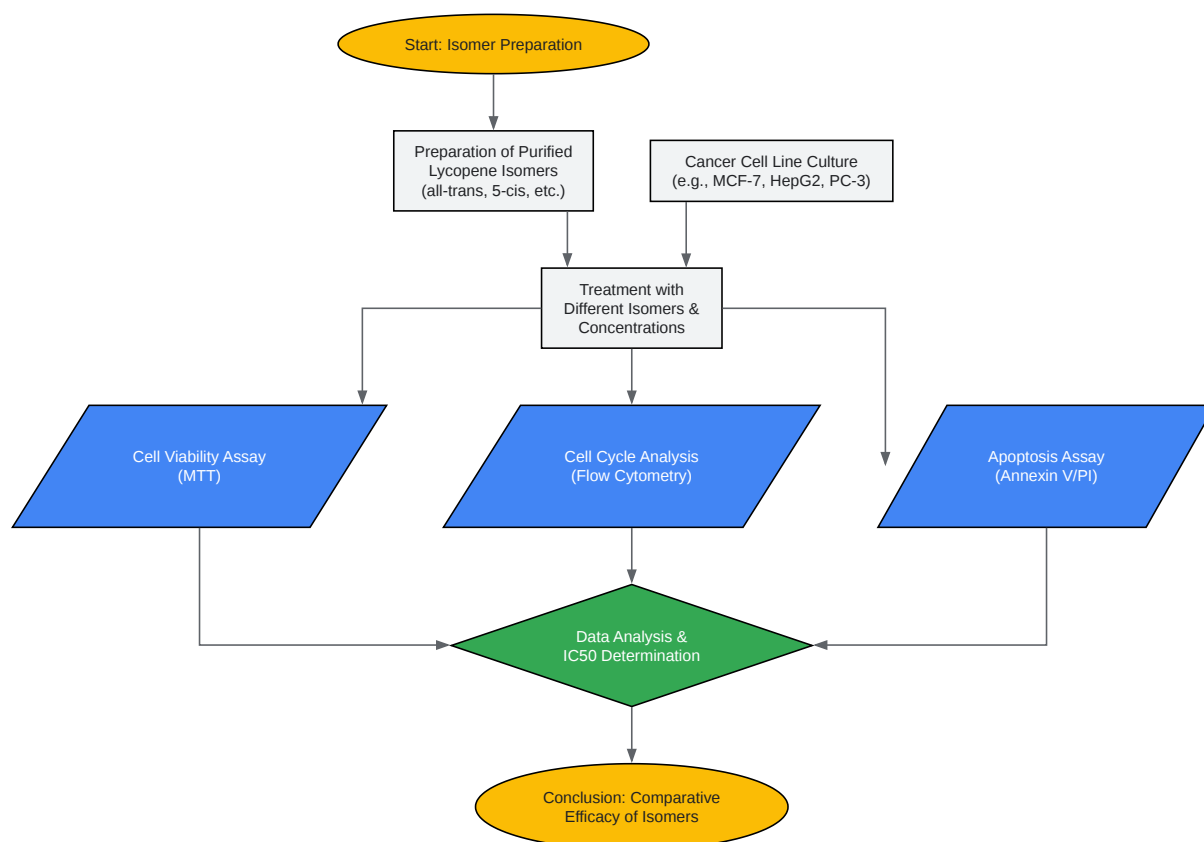 Start: Isomer Preparation
Preparation of Purified
Lycopene Isomers
(all-trans, 5-cis, etc.)
Cancer Cell Line Culture
(e.g., MCF-7, HepG2, PC-3)
Treatment with
Different Isomers &
Concentrations
Cell Viability Assay
(MTT)
Cell Cycle Analysis
(Flow Cytometry)
Apoptosis Assay
(Annexin V/PI)
Data Analysis &
IC50 Determination
Conclusion: Comparative
Efficacy of Isomers